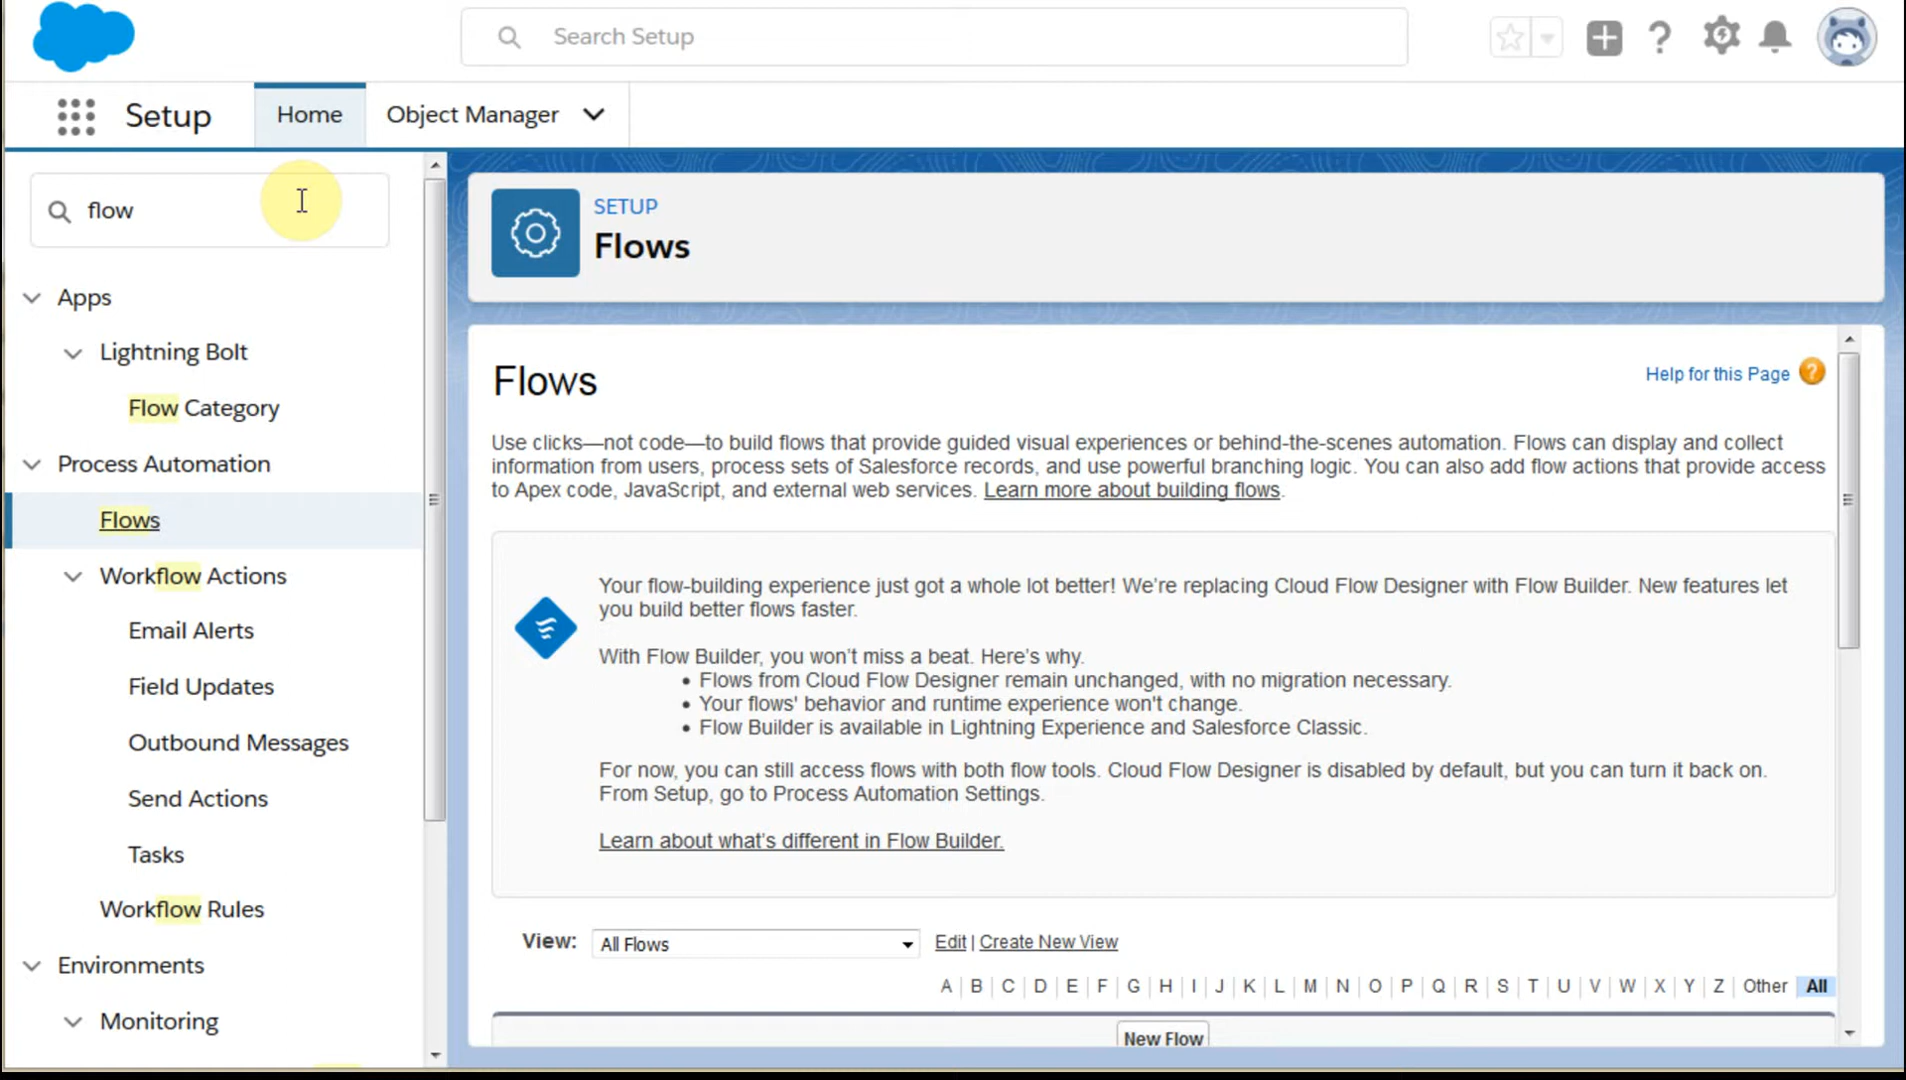 Search Setup
Setup
Home
Object Manager
flow
Apps
Lightning Bolt
Flow Category
Process Automation
Flows
Workflow Actions
Email Alerts
Field Updates
Outbound Messages
Send Actions
Tasks
Workflow Rules
Environments
Monitoring
SETUP
Flows
Flows
Help for this Page ?
Use clicks—not code—to build flows that provide guided visual experiences or behind-the-scenes automation. Flows can display and collect
information from users, process sets of Salesforce records, and use powerful branching logic. You can also add flow actions that provide access
to Apex code, JavaScript, and external web services. Learn more about building flows.
Your flow-building experience just got a whole lot better! We’re replacing Cloud Flow Designer with Flow Builder. New features let
you build better flows faster.
With Flow Builder, you won’t miss a beat. Here’s why.
• Flows from Cloud Flow Designer remain unchanged, with no migration necessary.
• Your flows' behavior and runtime experience won't change.
• Flow Builder is available in Lightning Experience and Salesforce Classic.
For now, you can still access flows with both flow tools. Cloud Flow Designer is disabled by default, but you can turn it back on.
From Setup, go to Process Automation Settings.
Learn about what’s different in Flow Builder.
View: All Flows Edit | Create New View
A | B | C | D | E | F | G | H | I | J | K | L | M | N | O | P | Q | R | S | T | U | V | W | X | Y | Z | Other All
New Flow